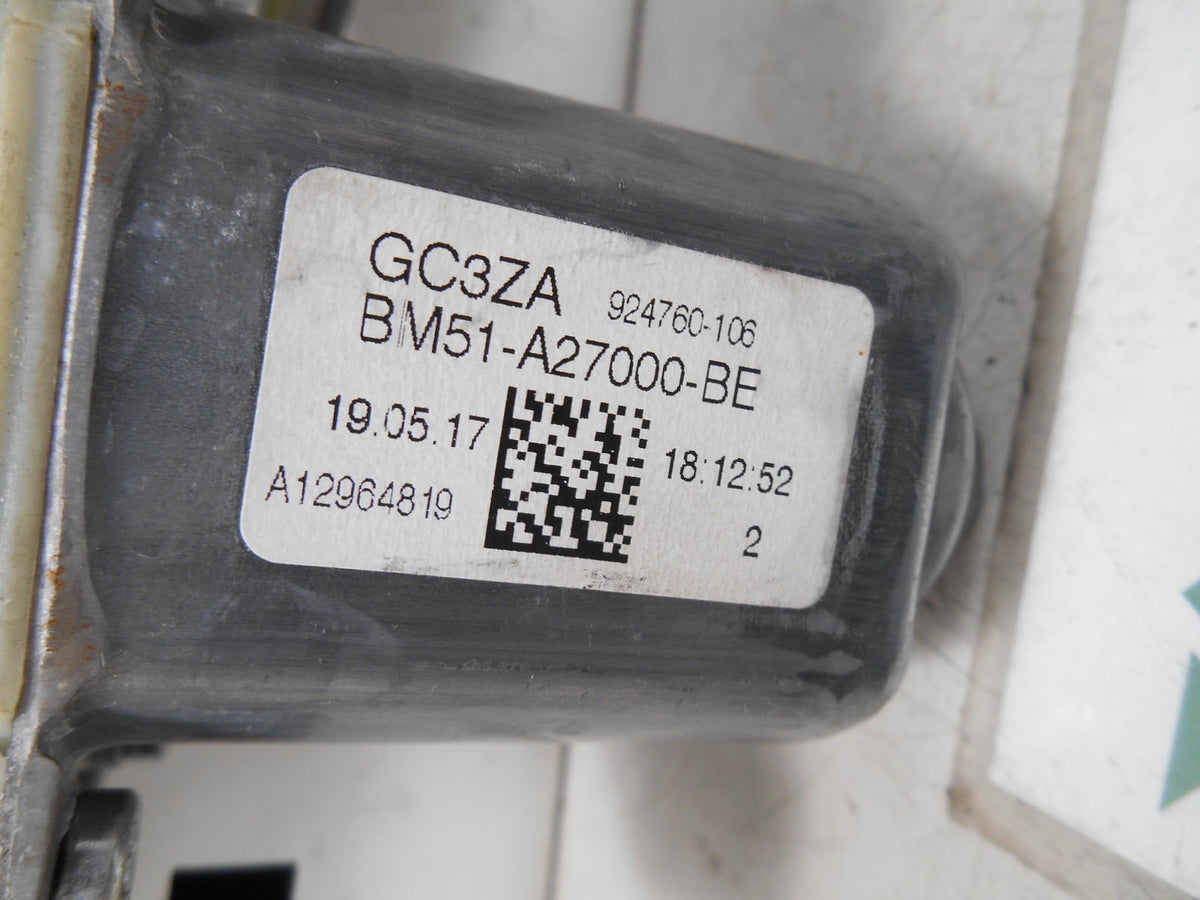 GC3ZA 924760-106
BM51-A27000-BE
19.05.17 18:12:52
A12964819 2